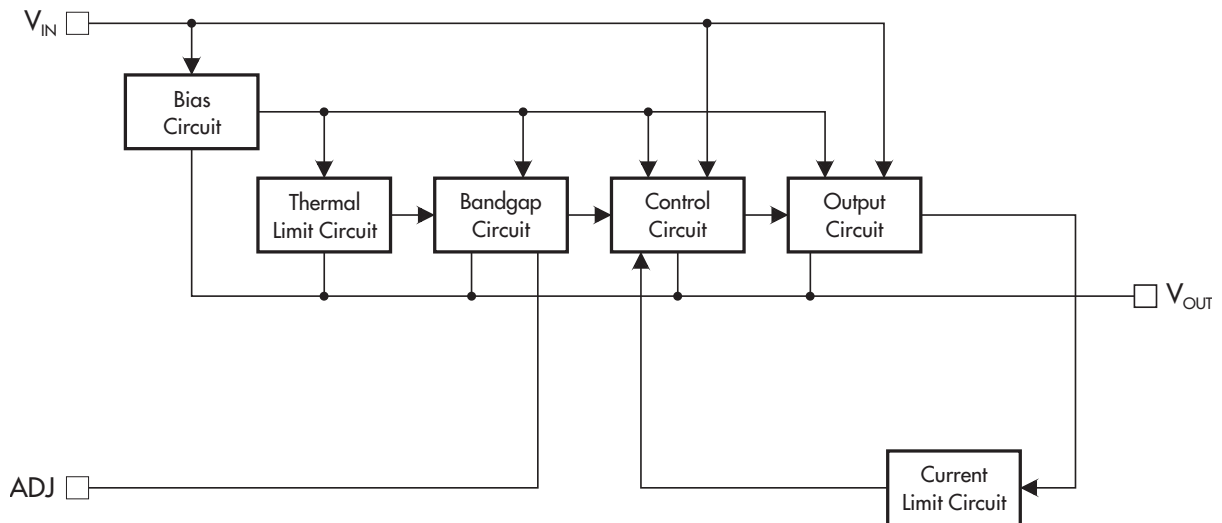 VIN
Bias
Circuit
Thermal
Limit Circuit
Bandgap
Circuit
Control
Circuit
Output
Circuit
VOUT
ADJ
Current
Limit Circuit